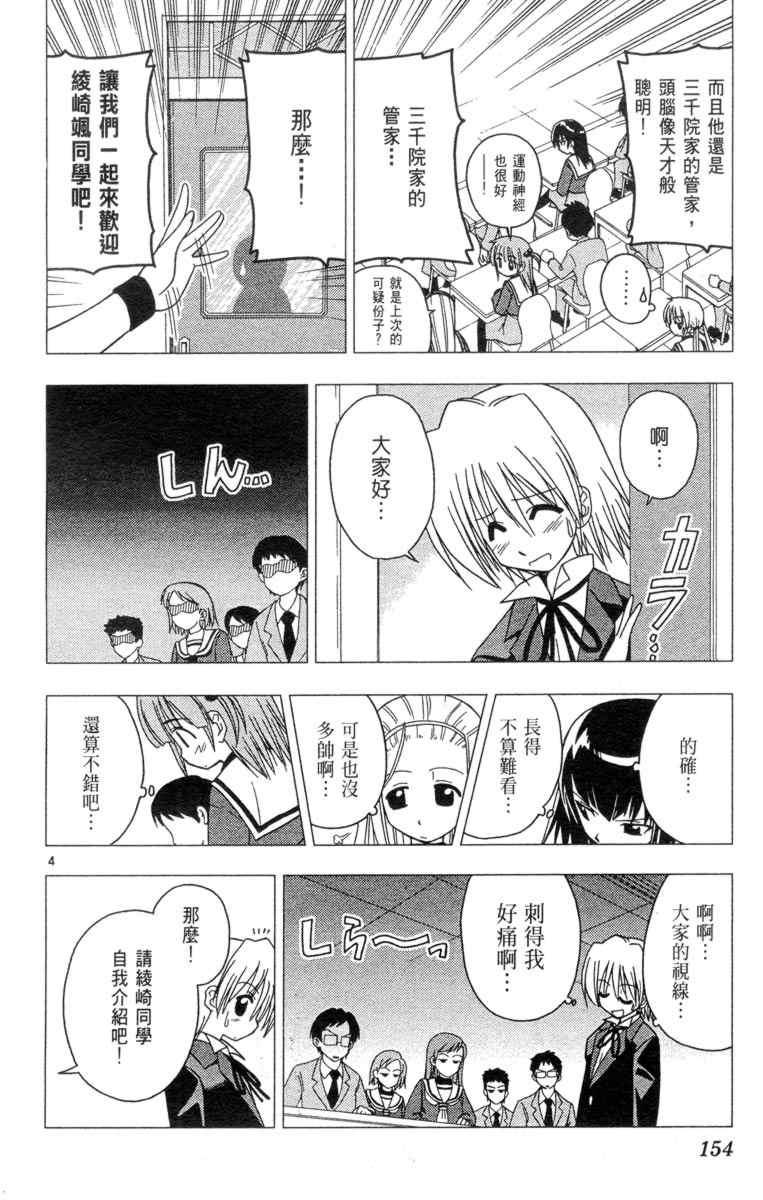 而且他還是
三千院家的管家，
頭腦像天才般
聰明！
運動神經
也很好
——！
三千院家的
管家…
……
就是上次的
可疑份子？
那麼…！
讓我們一起來歡迎
綾崎颯同學吧！
啊…
カラ…
大家好…
しん…
的確…
長得
不算難看…
可是也沒
多帥啊…
還算不錯吧…
4
啊啊…
大家的視線…
刺得我
好痛啊…
しら〜っ
那麼！
請綾崎同學
自我介紹吧！
154